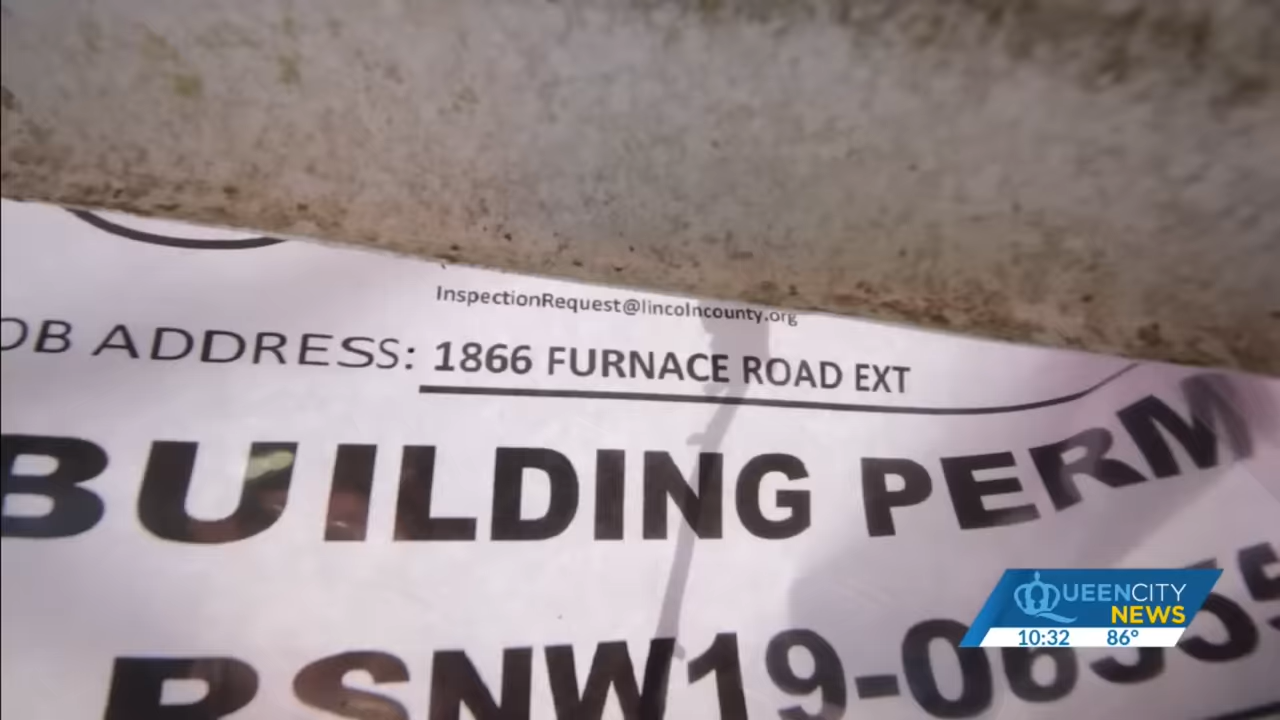 InspectionRequest@lincolncounty.org
OB ADDRESS: 1866 FURNACE ROAD EXT
BUILDING PERM
QUEENCITY
NEWS
10:32 86°